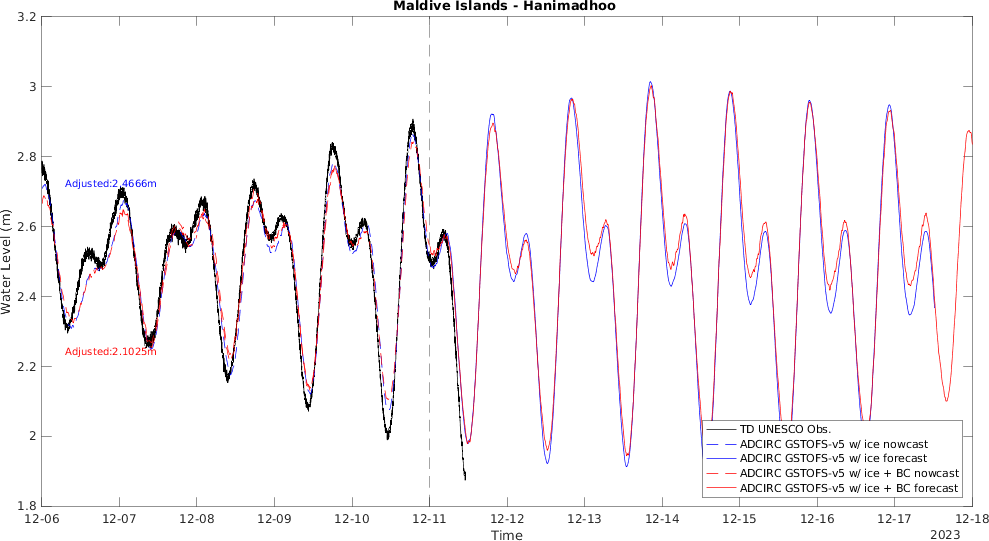 Maldive Islands - Hanimadhoo
3.2
3
2.8
2.6
2.4
2.2
2
1.8
Water Level (m)
Adjusted:2.4666m
Adjusted:2.1025m
TD UNESCO Obs.
ADCIRC GSTOFS-v5 w/ ice nowcast
ADCIRC GSTOFS-v5 w/ ice forecast
ADCIRC GSTOFS-v5 w/ ice + BC nowcast
ADCIRC GSTOFS-v5 w/ ice + BC forecast
12-06 12-07 12-08 12-09 12-10 12-11 12-12 12-13 12-14 12-15 12-16 12-17 12-18
Time
2023